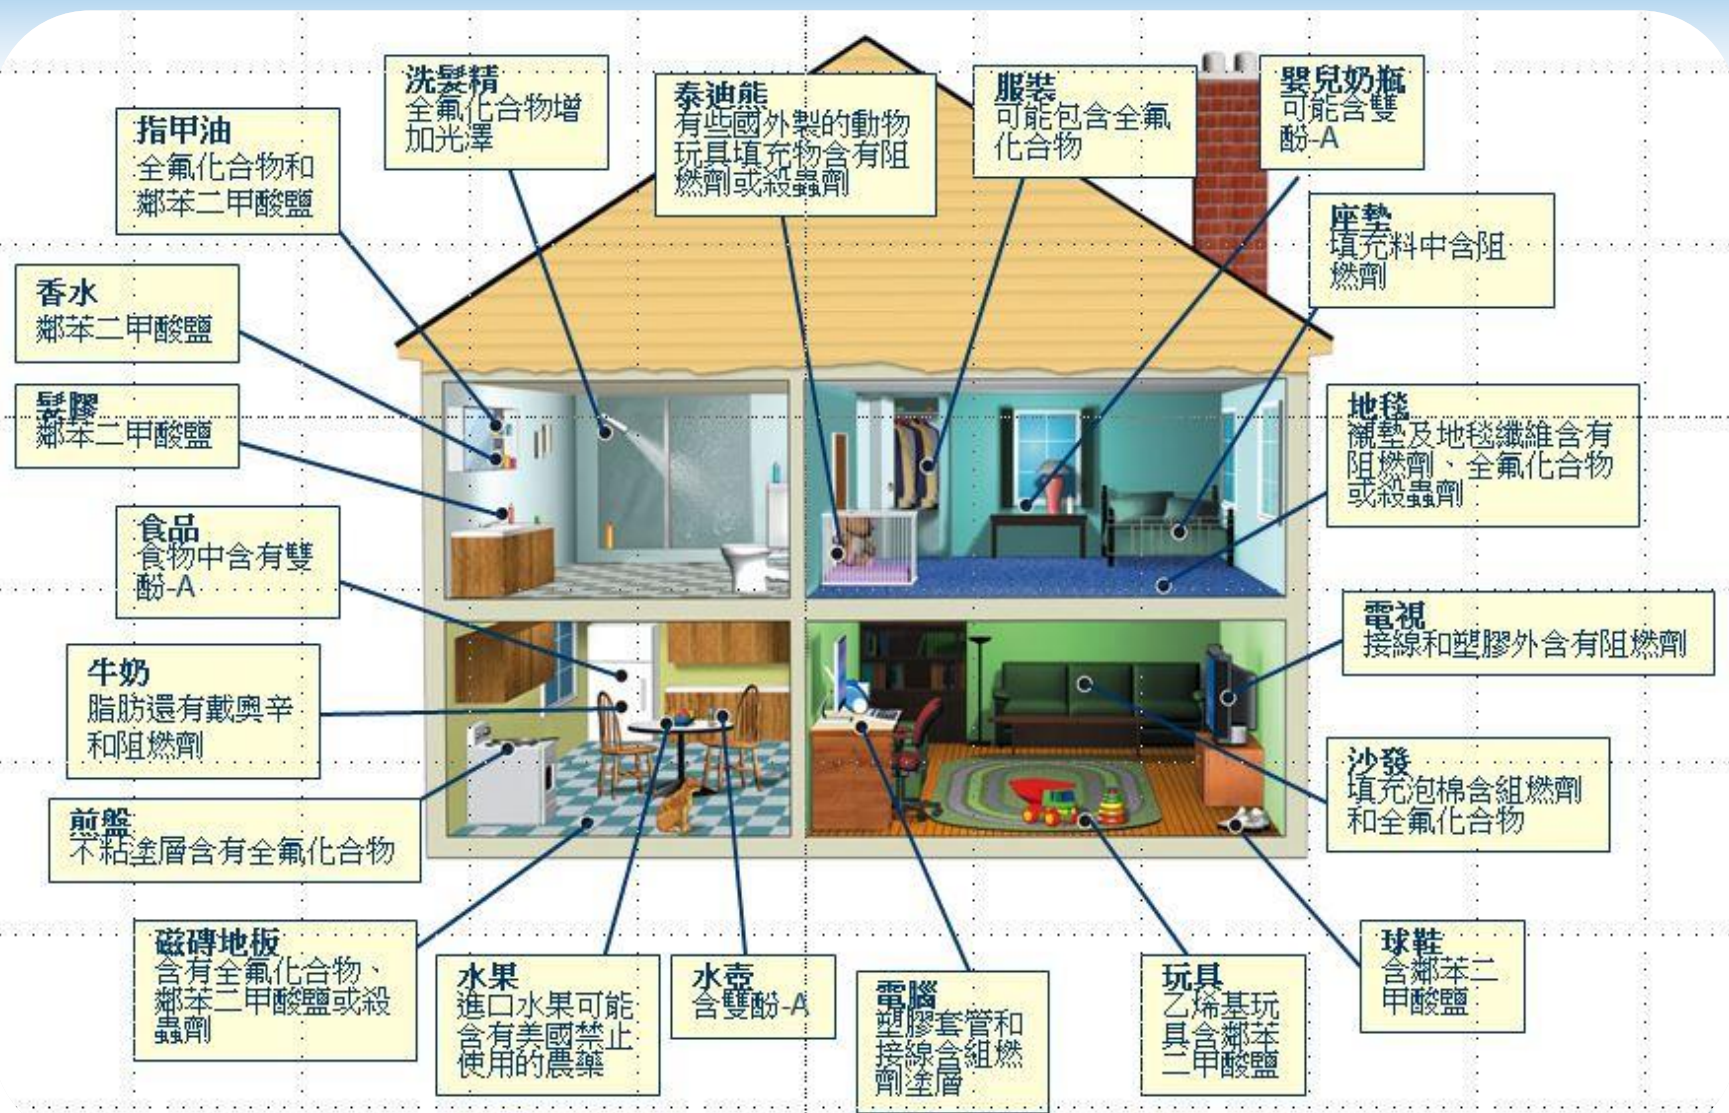 洗髮精
全氟化合物增
加光澤
泰迪熊
有些國外製的動物
玩具填充物含有阻
燃劑或殺蟲劑
服裝
可能包含全氟
化合物
嬰兒奶瓶
可能含雙
酚-A
指甲油
全氟化合物和
鄰苯二甲酸鹽
座墊
填充料中含阻
燃劑
香水
鄰苯二甲酸鹽
髮膠
鄰苯二甲酸鹽
地毯
襯墊及地毯纖維含有
阻燃劑、全氟化合物
或殺蟲劑
食品
食物中含有雙
酚-A
電視
接線和塑膠外含有阻燃劑
牛奶
脂肪還有戴奧辛
和阻燃劑
沙發
填充泡棉含組燃劑
和全氟化合物
煎盤
不粘塗層含有全氟化合物
磁磚地板
含有全氟化合物、
鄰苯二甲酸鹽或殺
蟲劑
水果
進口水果可能
含有美國禁止
使用的農藥
水壺
含雙酚-A
電腦
塑膠套管和
接線含組燃
劑塗層
玩具
乙烯基玩
具含鄰苯
二甲酸鹽
球鞋
含鄰苯二
甲酸鹽